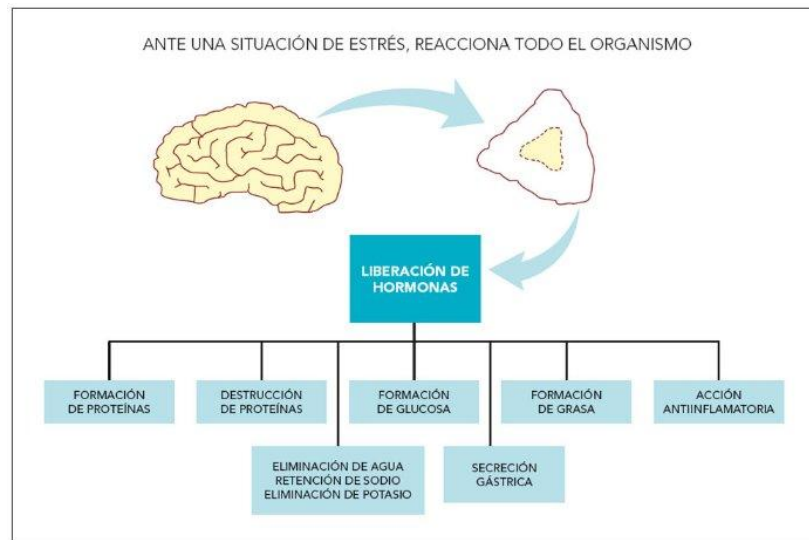 ANTE UNA SITUACIÓN DE ESTRÉS, REACCIONA TODO EL ORGANISMO
LIBERACIÓN DE
HORMONAS
FORMACIÓN
DE PROTEÍNAS
DESTRUCCIÓN
DE PROTEÍNAS
FORMACIÓN
DE GLUCOSA
FORMACIÓN
DE GRASA
ACCIÓN
ANTIINFLAMATORIA
ELIMINACIÓN DE AGUA
RETENCIÓN DE SODIO
ELIMINACIÓN DE POTASIO
SECRECIÓN
GÁSTRICA